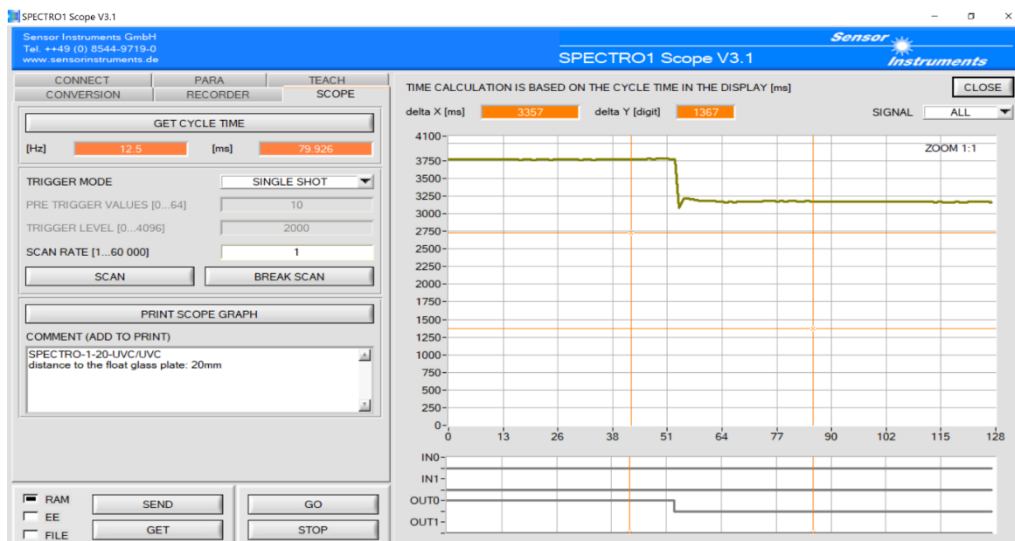 SPECTRO1 Scope V3.1
Sensor Instruments GmbH
Tel. ++49 (0) 8544-9719-0
www.sensorinstruments.de
SPECTRO1 Scope V3.1
Sensor
Instruments
CONNECT PARA TEACH
CONVERSION RECORDER SCOPE
GET CYCLE TIME
[Hz] 12.5 [ms] 79.926
TRIGGER MODE SINGLE SHOT
PRE TRIGGER VALUES [0...64] 10
TRIGGER LEVEL [0...4096] 2000
SCAN RATE [1...60 000] 1
SCAN BREAK SCAN
PRINT SCOPE GRAPH
COMMENT (ADD TO PRINT)
SPECTRO-1-20-UVC/UVC
distance to the float glass plate: 20mm
RAM
EE
FILE
SEND GO
GET STOP
TIME CALCULATION IS BASED ON THE CYCLE TIME IN THE DISPLAY [ms]
CLOSE
delta X [ms] 3357 delta Y [digit] 1367 SIGNAL ALL
ZOOM 1:1
4100
3750
3500
3250
3000
2750
2500
2250
2000
1750
1500
1250
1000
750
500
250
0
0 13 26 38 51 64 77 90 102 115 128
IN0
IN1
OUT0
OUT1